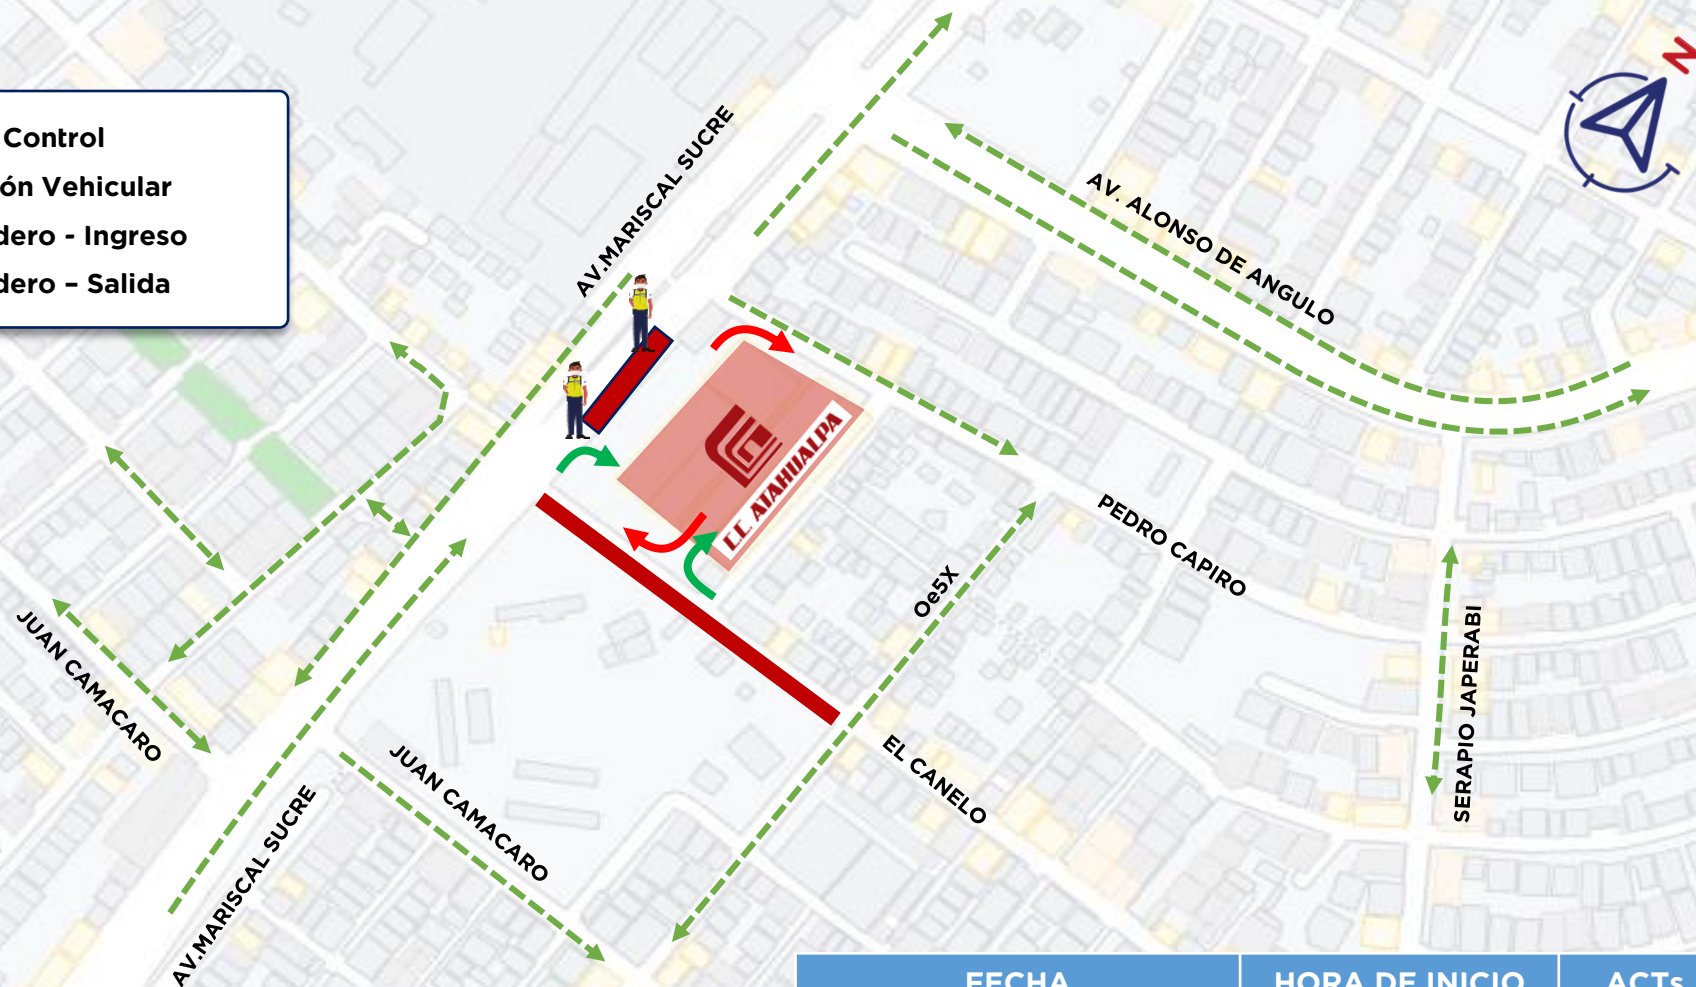 Control
ón Vehicular
dero - Ingreso
dero – Salida
N
AV.MARISCAL SUCRE
AV. ALONSO DE ANGULO
C.C. ATAHUALPA
PEDRO CAPIRO
Oe5X
JUAN CAMACARO
SERAPIO JAPERABI
EL CANELO
JUAN CAMACARO
AV.MARISCAL SUCRE
FECHA
HORA DE INICIO
ACTs